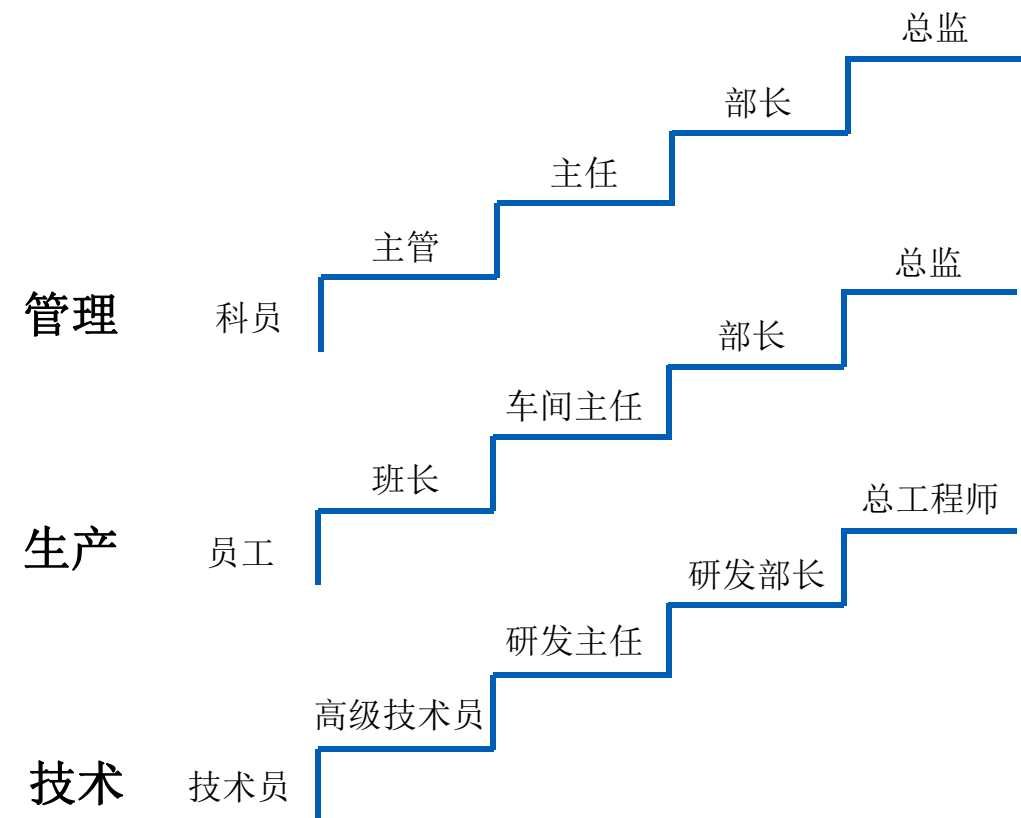 总监
部长
主任
主管
管理 科员
总监
部长
车间主任
班长
生产 员工
总工程师
研发部长
研发主任
高级技术员
技术 技术员